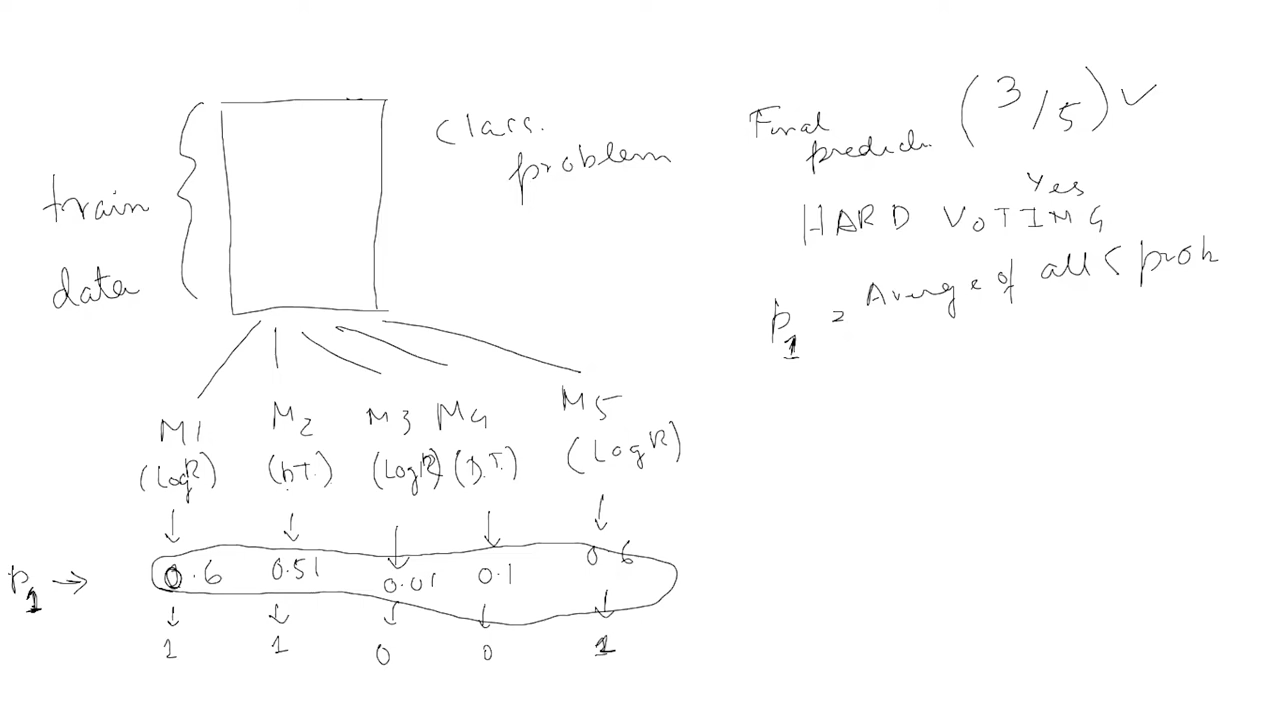 class.
problem
train
data
Final
(3/5) ✓
Yes
HARD VOTING
p1 = Average of all 5 prob
M1 M2 M3 M4 M5
(LogR) (D.T.) (LogR) (D.T.) (LogR)
p1 → 0.6 0.51 0.01 0.1 0.6
1 1 0 0 1